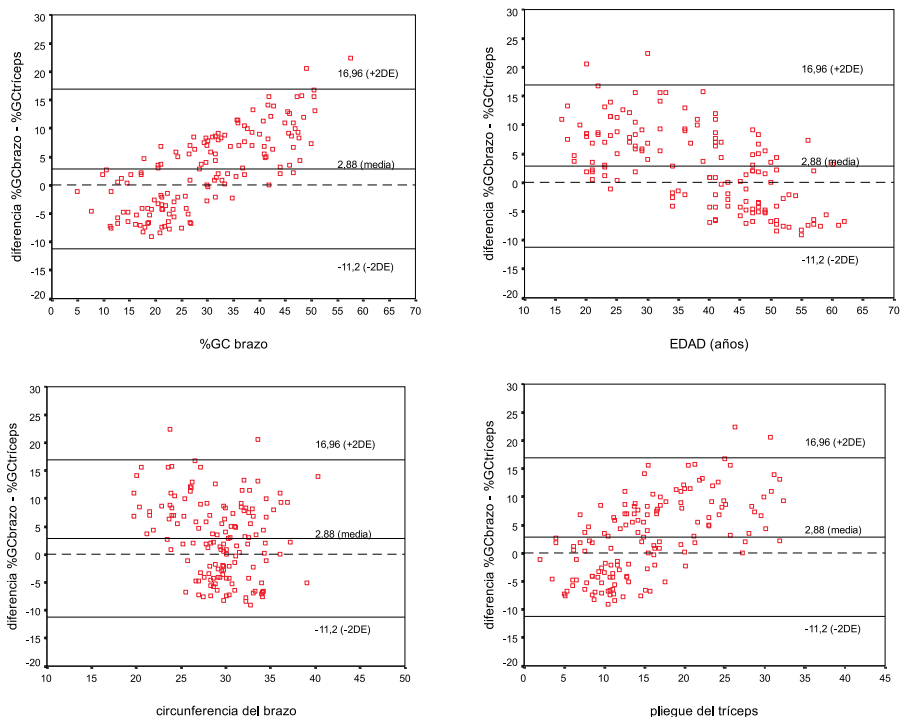 diferencia %GCbrazo - %GCtríceps
30
25
20
15
10
5
0
-5
-10
-15
-20
16,96 (+2DE)
2,88 (media)
-11,2 (-2DE)
0 5 10 15 20 25 30 35 40 45 50 55 60 65 70
%GC brazo
diferencia %GCbrazo - %GCtríceps
30
25
20
15
10
5
0
-5
-10
-15
-20
16,96 (+2DE)
2,88 (media)
-11,2 (-2DE)
10 15 20 25 30 35 40 45 50 55 60 65 70
EDAD (años)
diferencia %GCbrazo - %GCtríceps
30
25
20
15
10
5
0
-5
-10
-15
-20
16,96 (+2DE)
2,88 (media)
-11,2 (-2DE)
10 20 30 40 50
circunferencia del brazo
diferencia %GCbrazo - %GCtríceps
30
25
20
15
10
5
0
-5
-10
-15
-20
16,96 (+2DE)
2,88 (media)
-11,2 (-2DE)
0 5 10 15 20 25 30 35 40 45
pliegue del tríceps